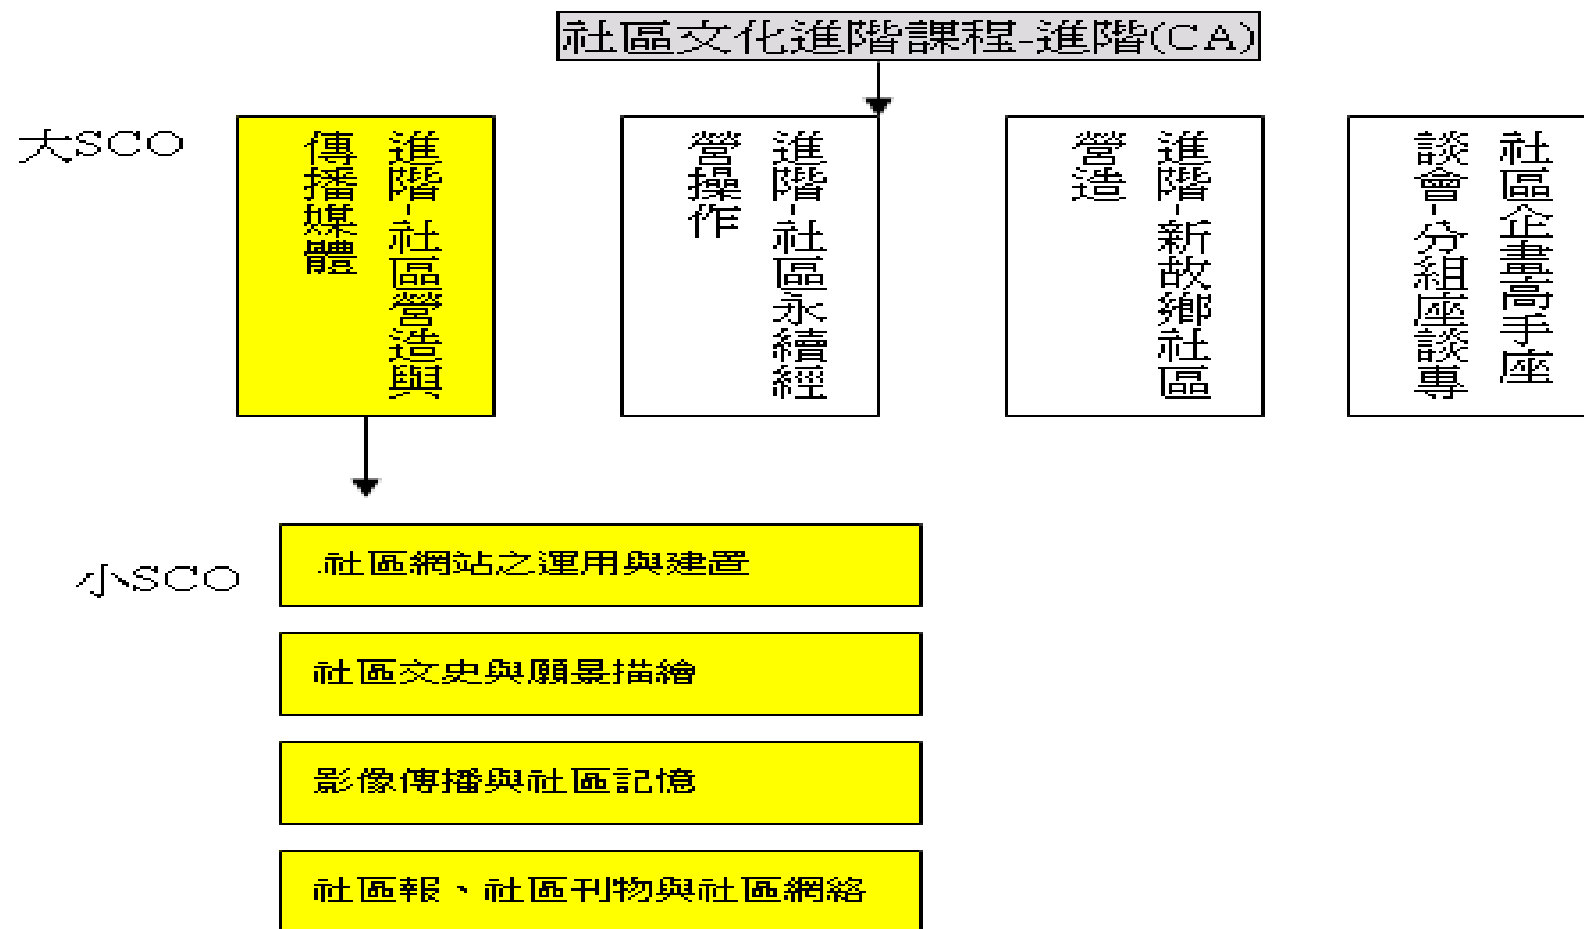 社區文化進階課程-進階(CA)
大SCO
進階-社區營造與
傳播媒體
進階-社區永續經
營操作
進階-新故鄉社區
營造
社區企畫高手座
談會-分組座談專
小SCO
.社區網站之運用與建置
社區文史與願景描繪
影像傳播與社區記憶
社區報、社區刊物與社區網絡